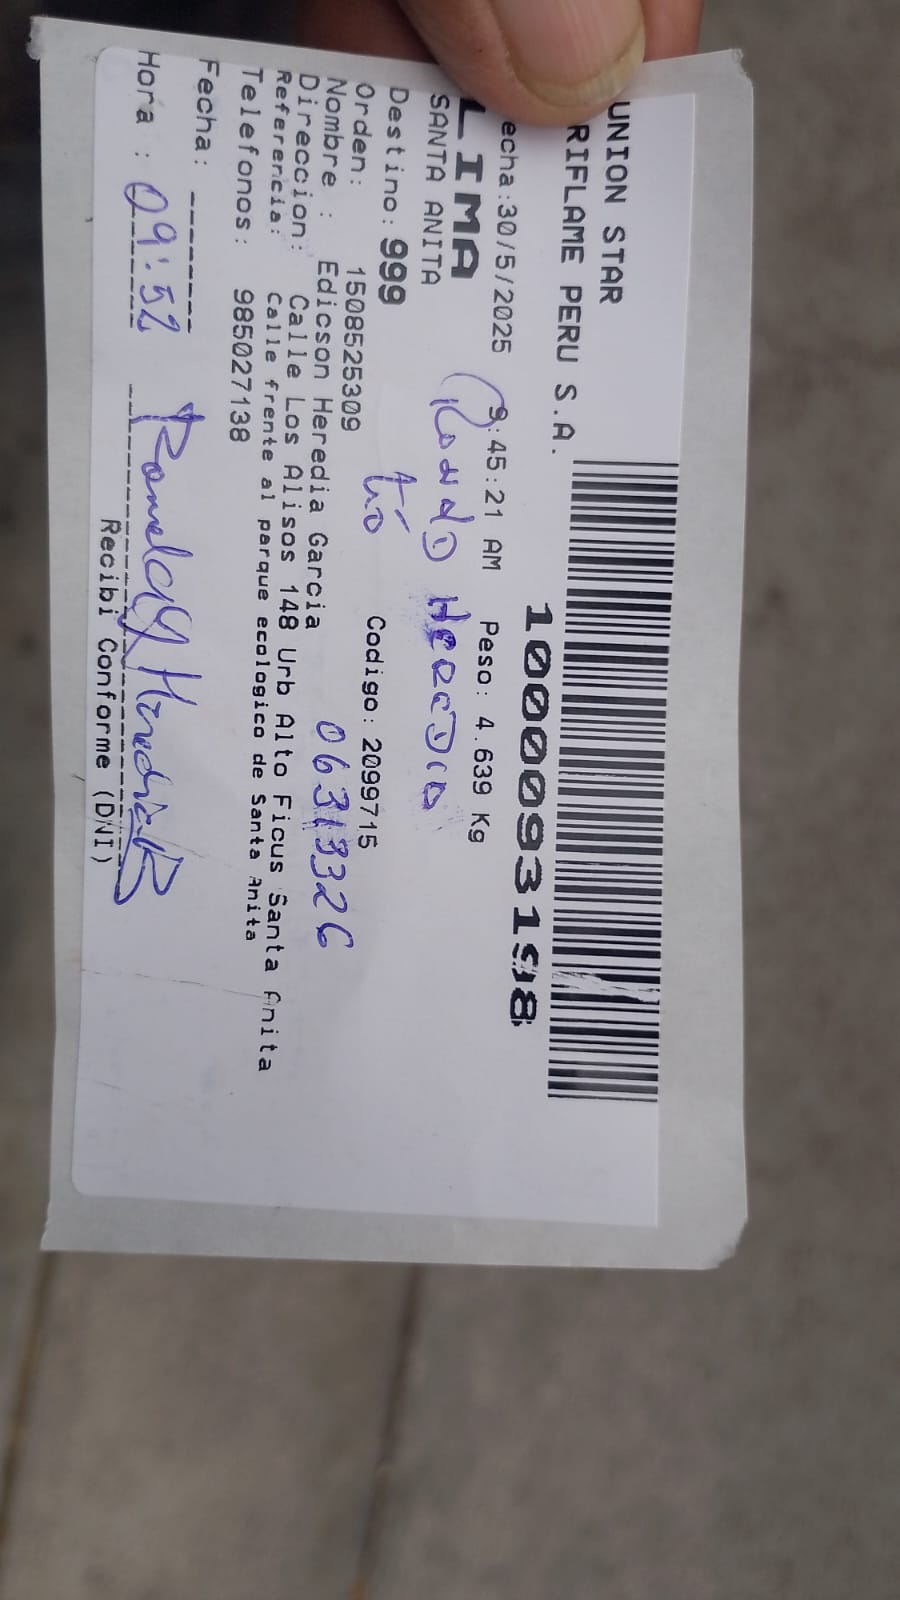 UNION STAR
RIFLAME PERU S.A.
1000093198
echa:30/5/2025 9:45:21 AM Peso: 4.639 Kg
LIMA
SANTA ANITA
Heredia
Destino: 999
tío
Orden: 1508525309 Codigo: 2099715
Nombre : Edicson Heredia Garcia
Direccion: Calle Los Alisos 148 Urb Alto Ficus Santa Anita
Referencia: Calle frente al parque ecologico de Santa Anita
Telefonos: 985027138
Fecha: -------
Hora : 09:52
Recibi Conforme (DNI)